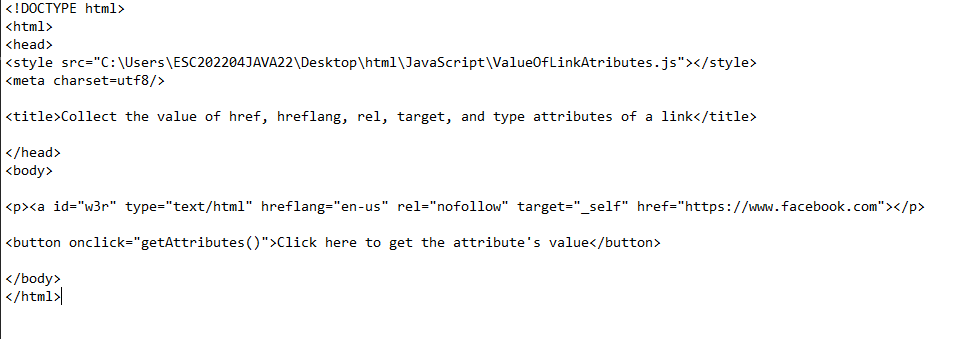 <!DOCTYPE html>
<html>
<head>
<style src="C:\Users\ESC202204JAVA22\Desktop\html\JavaScript\ValueOfLinkAtributes.js"></style>
<meta charset=utf8/>
<title>Collect the value of href, hreflang, rel, target, and type attributes of a link</title>
</head>
<body>
<p><a id="w3r" type="text/html" hreflang="en-us" rel="nofollow" target="_self" href="https://www.facebook.com"></p>
<button onclick="getAttributes()">Click here to get the attribute's value</button>
</body>
</html>